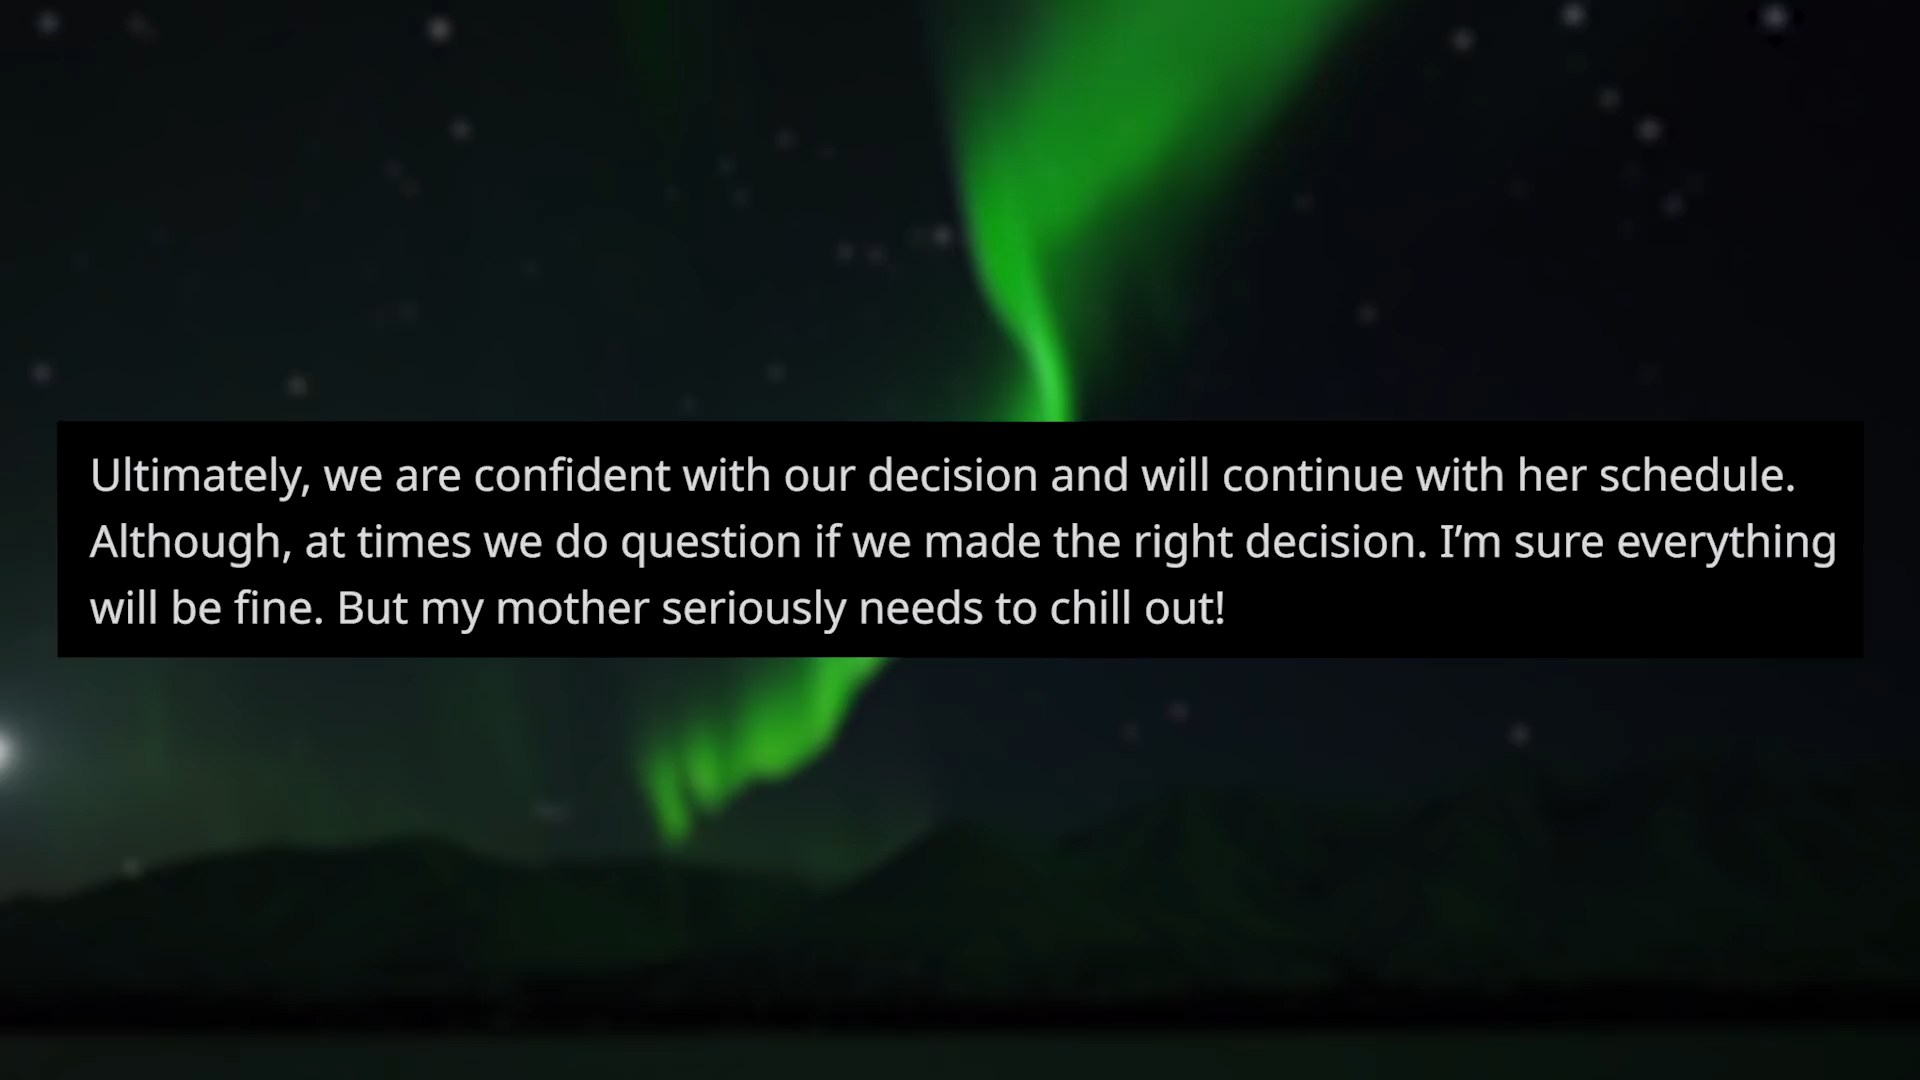 Ultimately, we are confident with our decision and will continue with her schedule.
Although, at times we do question if we made the right decision. I’m sure everything
will be fine. But my mother seriously needs to chill out!